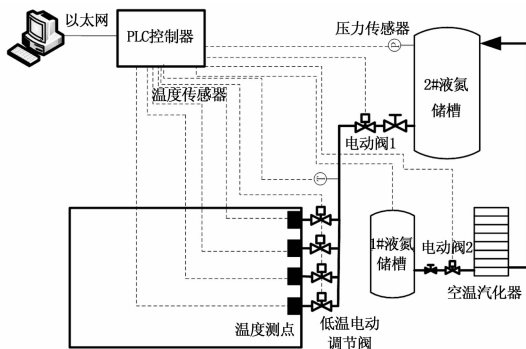 以太网
PLC控制器
压力传感器
P
2#液氮
储槽
温度传感器
电动阀1
T
1#液氮
储槽
电动阀2
空温汽化器
温度测点
低温电动
调节阀